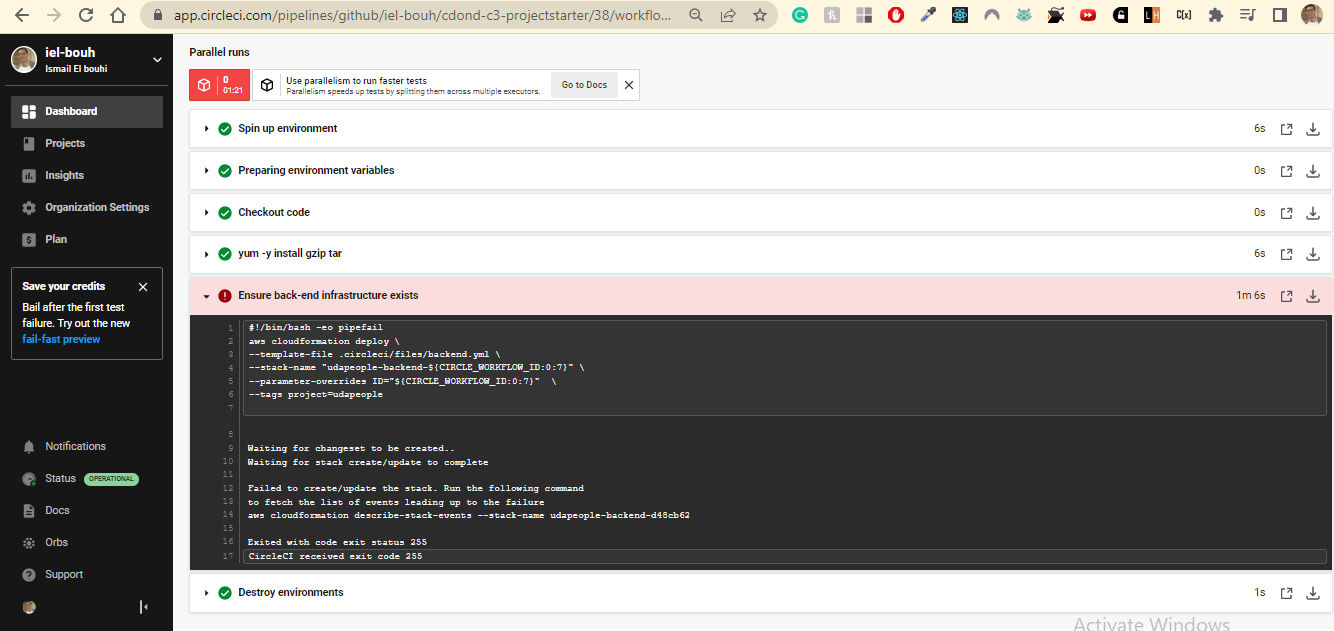 app.circleci.com/pipelines/github/iel-bouh/cdond-c3-projectstarter/38/workflo...
iel-bouh
Ismail El bouhi
Dashboard
Projects
Insights
Organization Settings
Plan
Save your credits
Bail after the first test
failure. Try out the new
fail-fast preview
Notifications
Status OPERATIONAL
Docs
Orbs
Support
Parallel runs
0
01:21
Use parallelism to run faster tests
Parallelism speeds up tests by splitting them across multiple executors.
Go to Docs
Spin up environment 6s
Preparing environment variables 0s
Checkout code 0s
yum -y install gzip tar 6s
Ensure back-end infrastructure exists 1m 6s
1 #!/bin/bash -eo pipefail
2 aws cloudformation deploy \
3 --template-file .circleci/files/backend.yml \
4 --stack-name "udapeople-backend-${CIRCLE_WORKFLOW_ID:0:7}" \
5 --parameter-overrides ID="${CIRCLE_WORKFLOW_ID:0:7}" \
6 --tags project=udapeople
7
8
9 Waiting for changeset to be created..
10 Waiting for stack create/update to complete
11
12 Failed to create/update the stack. Run the following command
13 to fetch the list of events leading up to the failure
14 aws cloudformation describe-stack-events --stack-name udapeople-backend-d48cb62
15
16 Exited with code exit status 255
17 CircleCI received exit code 255
Destroy environments 1s
Activate Windows